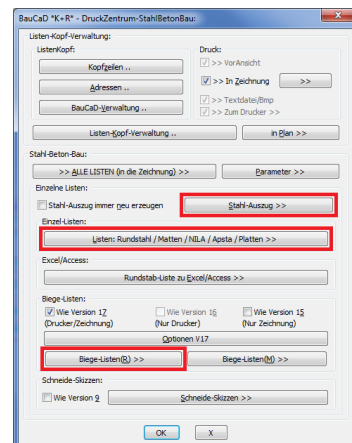 BauCaD *K+R* - DruckZentrum-StahlBetonBau:
Listen-Kopf-Verwaltung:
ListenKopf:
Druck:
Kopfzeilen ..
>> VorAnsicht
Adressen ..
>> In Zeichnung
>>
BauCaD-Verwaltung ..
>> Textdatei/Bmp
>> Zum Drucker >>
Listen-Kopf-Verwaltung ..
in Plan >>
Stahl-Beton-Bau:
>> ALLE LISTEN (in die Zeichnung) >>
Parameter >>
Einzelne Listen:
Stahl-Auszug immer neu erzeugen
Stahl-Auszug >>
Einzel-Listen:
Listen: Rundstahl / Matten / NILA / Apsta / Platten >>
Excel/Access:
Rundstab-Liste zu Excel/Access >>
Biege-Listen:
Wie Version 17
Wie Version 16
Wie Version 15
(Drucker/Zeichnung)
(Nur Drucker)
(Nur Zeichnung)
Optionen V17
Biege-Listen(R) >>
Biege-Listen(M) >>
Schneide-Skizzen:
Wie Version 9
Schneide-Skizzen >>
OK
X